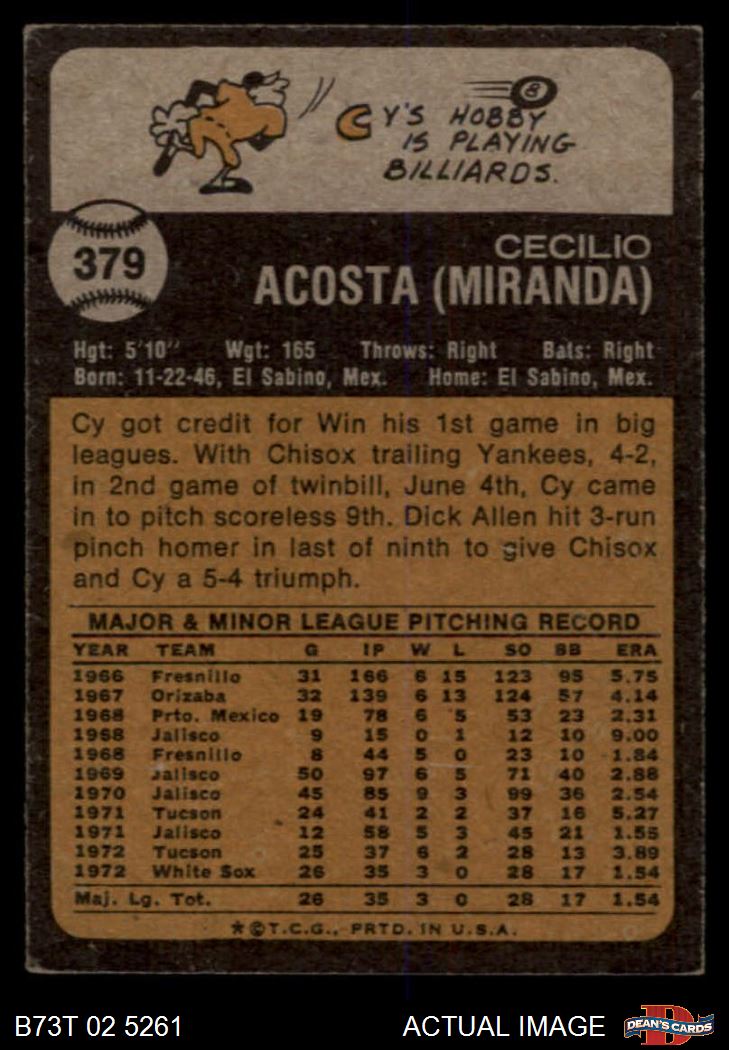 8
CY'S HOBBY
IS PLAYING
BILLIARDS.
379
CECILIO
ACOSTA (MIRANDA)
Hgt: 5'10" Wgt: 165 Throws: Right Bats: Right
Born: 11-22-46, El Sabino, Mex. Home: El Sabino, Mex.
Cy got credit for Win his 1st game in big
leagues. With Chisox trailing Yankees, 4-2,
in 2nd game of twinbill, June 4th, Cy came
in to pitch scoreless 9th. Dick Allen hit 3-run
pinch homer in last of ninth to give Chisox
and Cy a 5-4 triumph.
MAJOR & MINOR LEAGUE PITCHING RECORD
YEAR TEAM G IP W L SO BB ERA
1966 Fresnillo 31 166 6 15 123 95 5.75
1967 Orizaba 32 139 6 13 124 57 4.14
1968 Prto. Mexico 19 78 6 5 53 23 2.31
1968 Jalisco 9 15 0 1 12 10 9.00
1968 Fresnillo 8 44 5 0 23 10 1.84
1969 Jalisco 50 97 6 5 71 40 2.88
1970 Jalisco 45 85 9 3 99 36 2.54
1971 Tucson 24 41 2 2 37 16 5.27
1971 Jalisco 12 58 5 3 45 21 1.55
1972 Tucson 25 37 6 2 28 13 3.89
1972 White Sox 26 35 3 0 28 17 1.54
Maj. Lg. Tot. 26 35 3 0 28 17 1.54
*©T.C.G., PRTD. IN U.S.A.
B73T 02 5261 ACTUAL IMAGE D DEAN'S CARDS